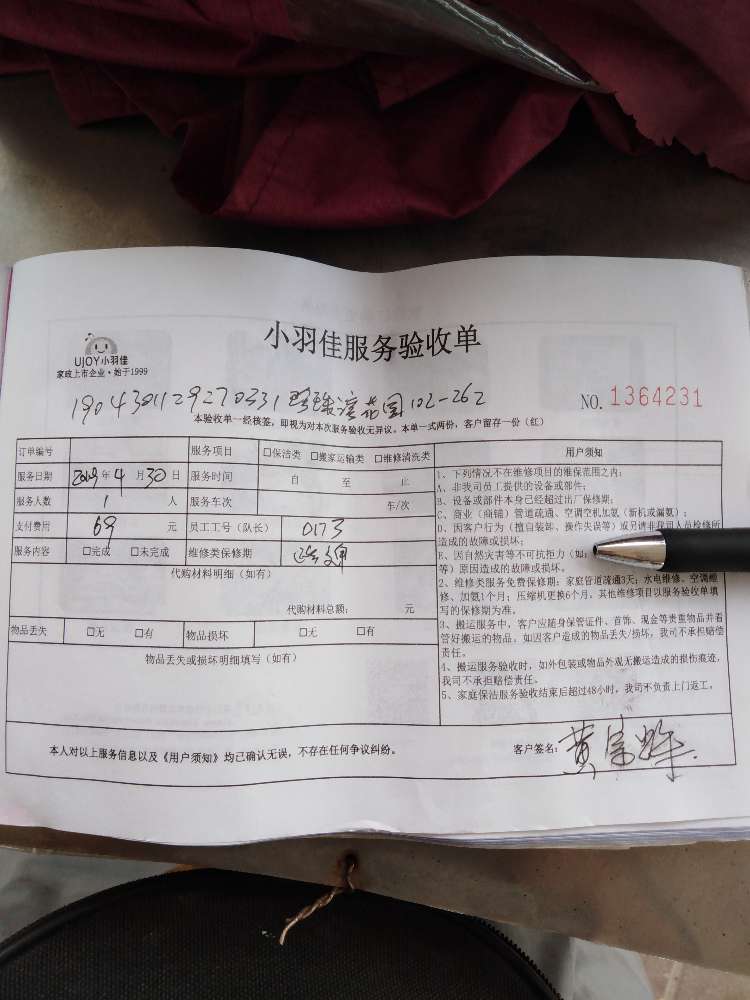 小羽佳服务验收单
UJOY小羽佳
家政上市企业·始于1999
1904301129270331 花园102-262
NO. 1364231
本验收单一经核签，即视为对本次服务验收无异议。本单一式两份，客户留存一份（红）
订单编号 服务项目 □保洁类 □搬家运输类 □维修清洗类
服务日期 2019年 4 月 30 日 服务时间 自 至 止
服务人数 1 人 服务车次 车/次
支付费用 69 元 员工工号（队长） 0173
服务内容 □完成 □未完成 维修类保修期
代购材料明细（如有）
代购材料总额： 元
物品丢失 □无 □有 物品损坏 □无 □有
物品丢失或损坏明细填写（如有）
用户须知
1、下列情况不在维修项目的维保范围之内：
A、非我司员工提供的设备或部件；
B、设备或部件本身已经超过出厂保修期；
C、商业（商铺）管道疏通、空调空机加氨（新机或漏氨）；
D、因客户行为（擅自装卸、操作失误等）或另请非我司人员检修所
造成的故障或损坏；
E、因自然灾害等不可抗拒力（如：
等）原因造成的故障或损坏。
2、维修类服务免费保修期：家庭管道疏通3天；水电维修、空调维
修、加氨1个月；压缩机更换6个月，其他维修项目以服务验收单填
写的保修期为准。
3、搬运服务中，客户应随身保管证件、首饰、现金等贵重物品并看
管好搬运的物品，如因客户造成的物品丢失/损坏，我司不承担赔偿
责任。
4、搬运服务验收时，如外包装或物品外观无搬运造成的损伤痕迹，
我司不承担赔偿责任。
5、家庭保洁服务验收结束后超过48小时，我司不负责上门返工。
本人对以上服务信息以及《用户须知》均已确认无误，不存在任何争议纠纷。
客户签名：黄